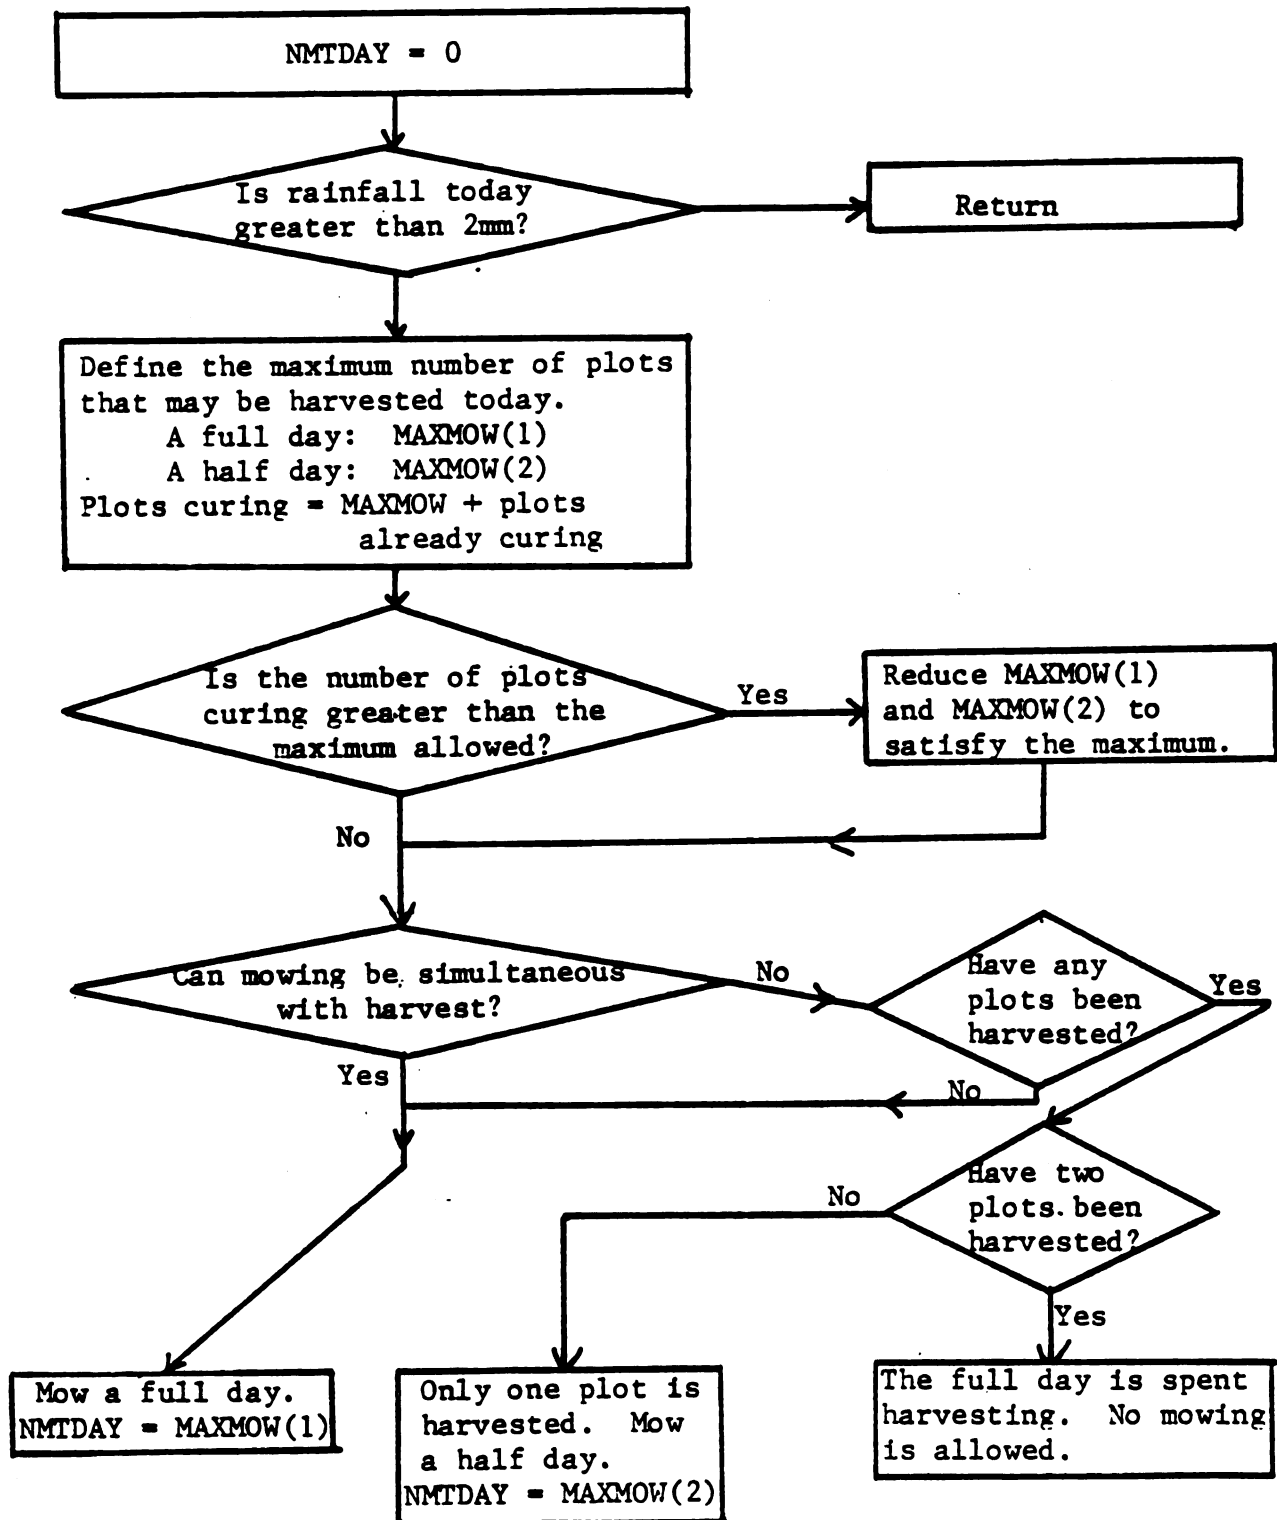 NMTDAY = 0
Is rainfall today
greater than 2mm?
Return
Define the maximum number of plots
that may be harvested today.
A full day: MAXMOW(1)
A half day: MAXMOW(2)
Plots curing = MAXMOW + plots
already curing
Is the number of plots
curing greater than the
maximum allowed?
Yes
Reduce MAXMOW(1)
and MAXMOW(2) to
satisfy the maximum.
No
Can mowing be simultaneous
with harvest?
No
Have any
plots been
harvested?
Yes
Yes
No
Have two
plots been
harvested?
No
Yes
Mow a full day.
NMTDAY = MAXMOW(1)
Only one plot is
harvested. Mow
a half day.
NMTDAY = MAXMOW(2)
The full day is spent
harvesting. No mowing
is allowed.